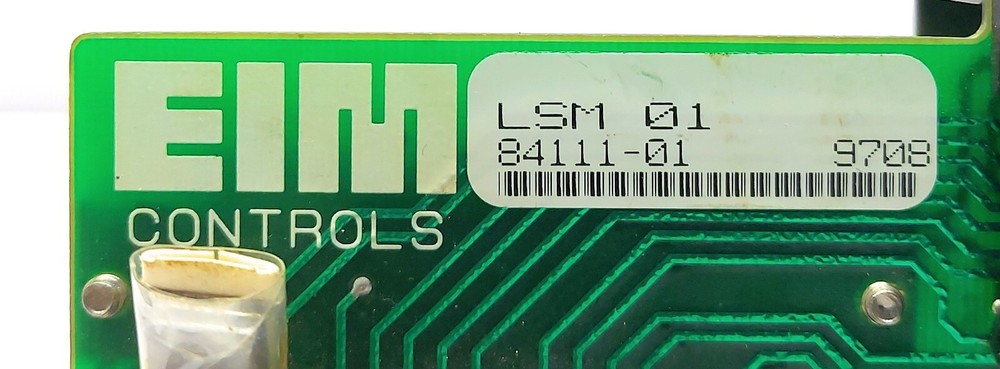 EIM
CONTROLS
LSM 01
84111-01 9708